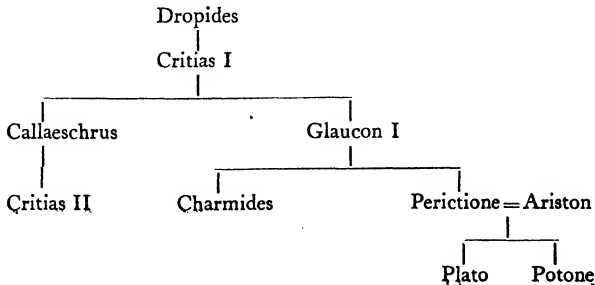 Dropides
Critias I
Callaeschrus Glaucon I
Critias II Charmides Perictione=Ariston
Plato Potone